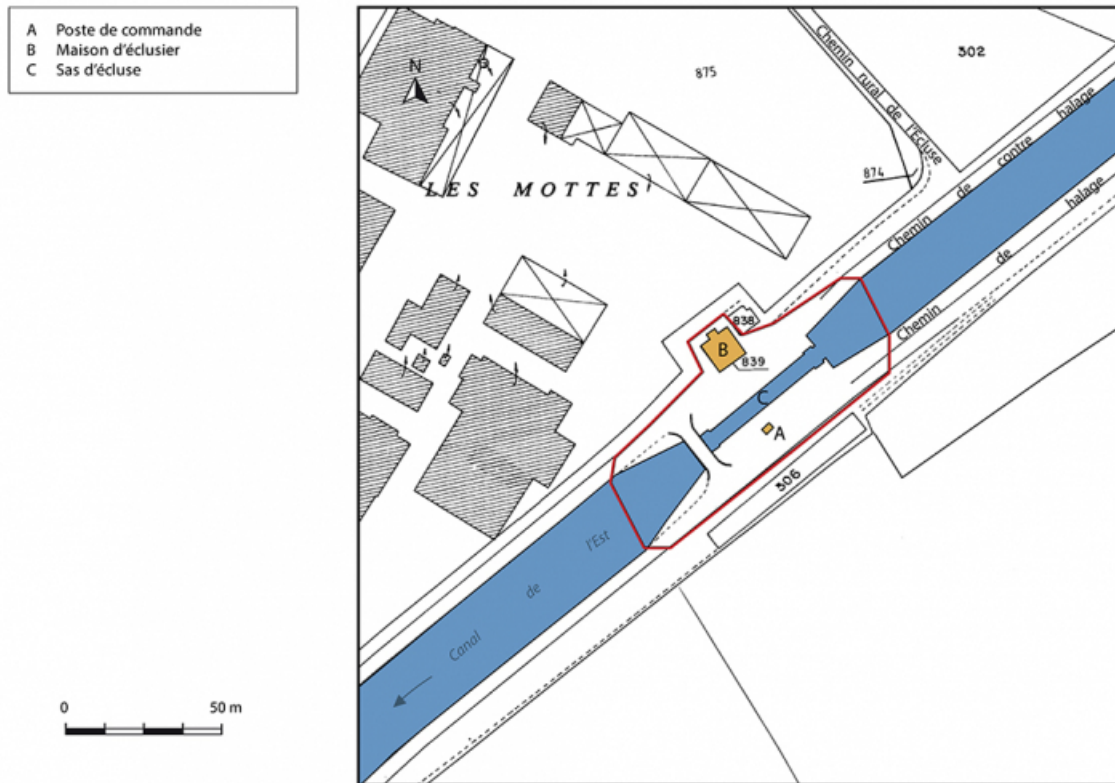 A Poste de commande
B Maison d'éclusier
C Sas d'écluse
N
875
302
Chemin rural de l'Ecluse
874
LES MOTTES
Chemin de contre halage
Chemin de halage
838
B
839
C
A
306
Canal de l'Est
0 50 m